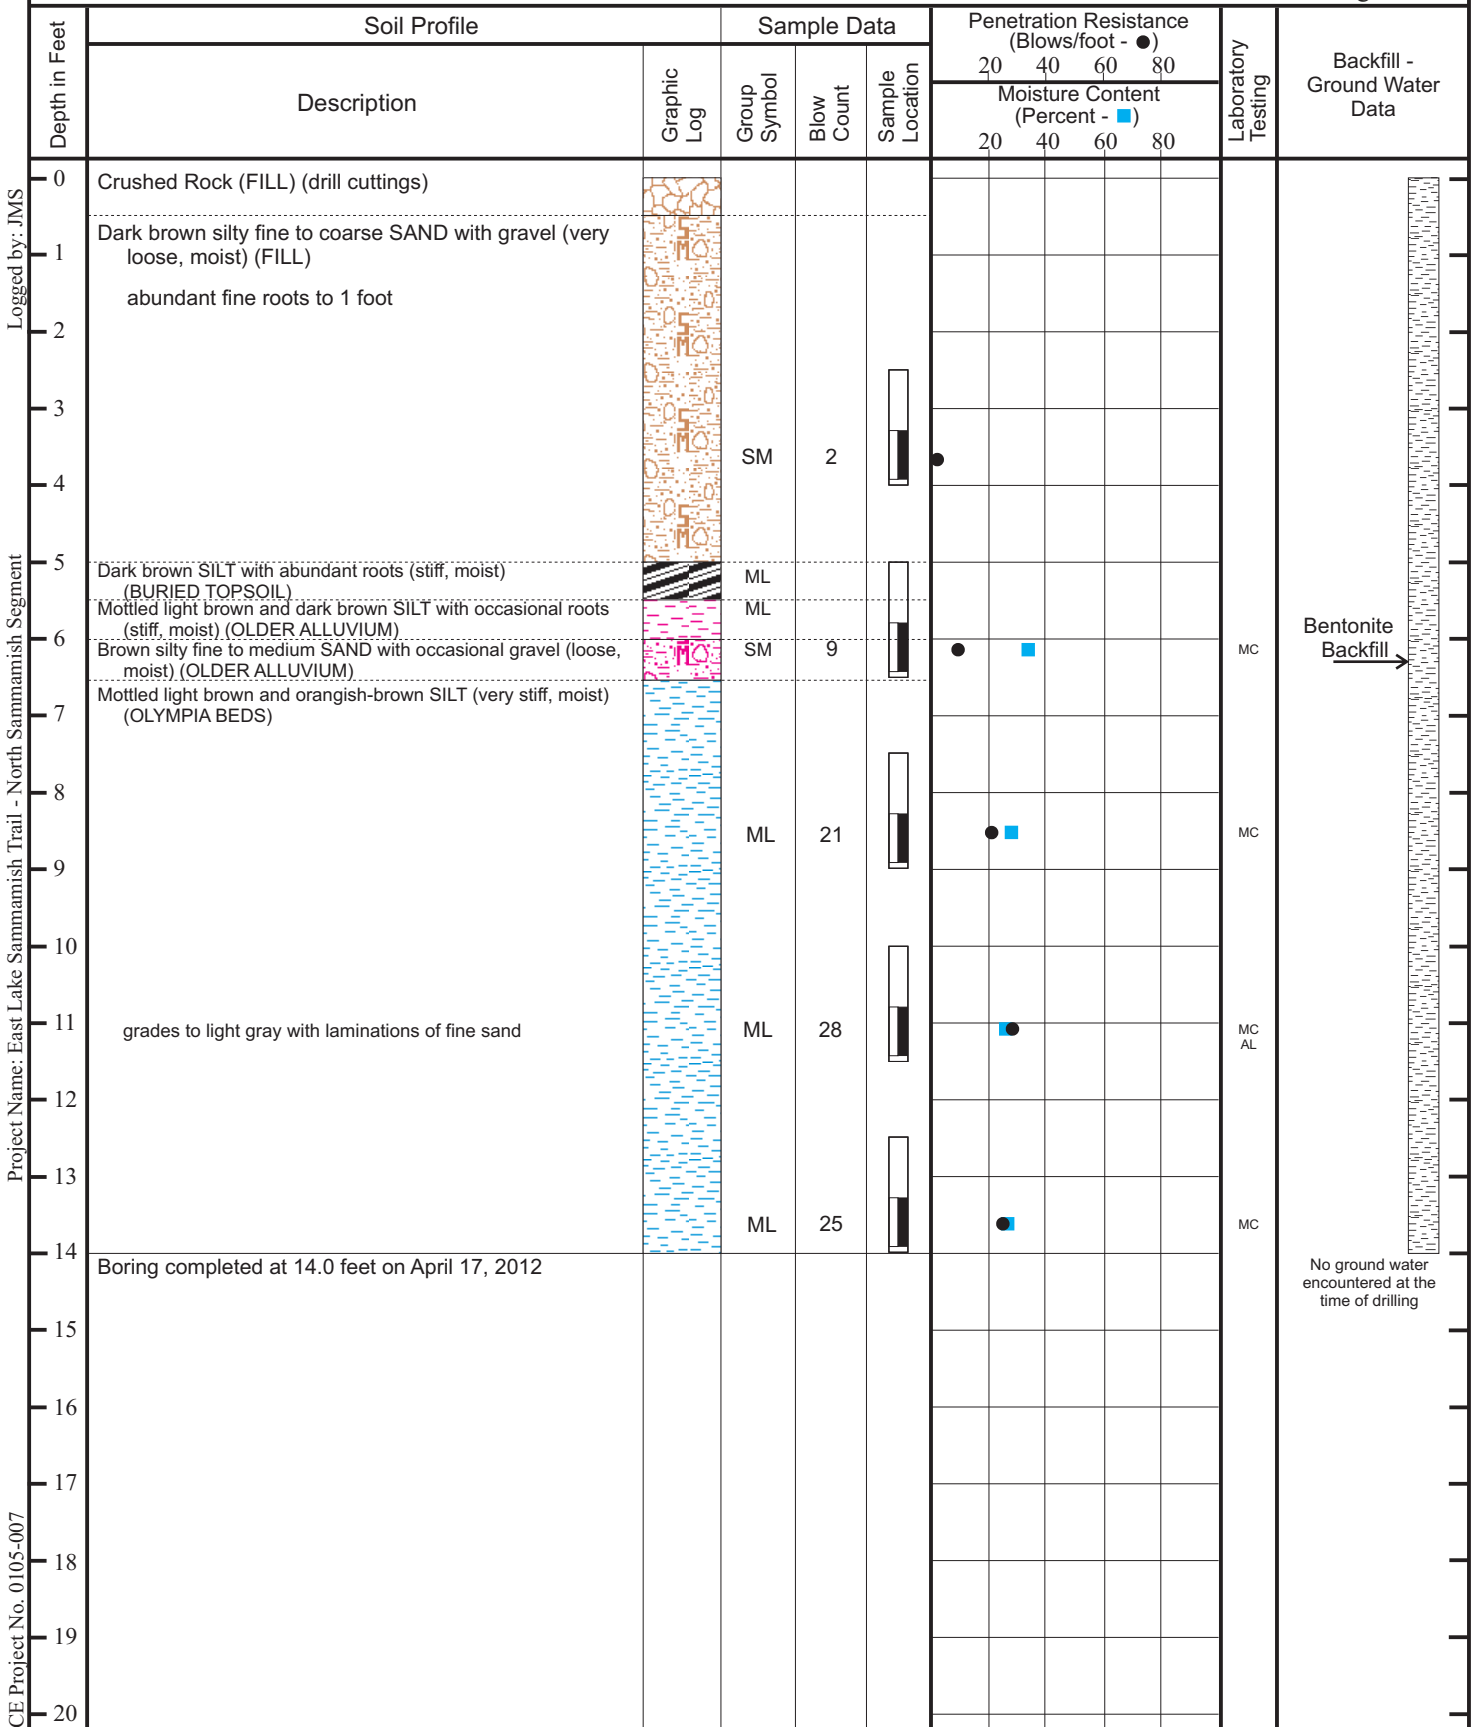 Soil Profile
Sample Data
Depth in Feet
Description
Graphic
Log
Group
Symbol
Blow
Count
Sample
Location
Penetration Resistance
(Blows/foot - ●)
20 40 60 80
Moisture Content
(Percent - ■)
20 40 60 80
Laboratory
Testing
Backfill -
Ground Water
Data
Logged by: JMS
Project Name: East Lake Sammamish Trail - North Sammamish Segment
CE Project No. 0105-007
0
Crushed Rock (FILL) (drill cuttings)
Dark brown silty fine to coarse SAND with gravel (very
loose, moist) (FILL)
1
abundant fine roots to 1 foot
2
3
SM 2
4
5
Dark brown SILT with abundant roots (stiff, moist)
(BURIED TOPSOIL)
ML
Mottled light brown and dark brown SILT with occasional roots
(stiff, moist) (OLDER ALLUVIUM)
ML
6
Brown silty fine to medium SAND with occasional gravel (loose,
moist) (OLDER ALLUVIUM)
SM 9 MC
Bentonite
Backfill
Mottled light brown and orangish-brown SILT (very stiff, moist)
(OLYMPIA BEDS)
7
8
ML 21 MC
9
10
11
grades to light gray with laminations of fine sand
ML 28 MC
AL
12
13
ML 25 MC
14
Boring completed at 14.0 feet on April 17, 2012
No ground water
encountered at the
time of drilling
15
16
17
18
19
20